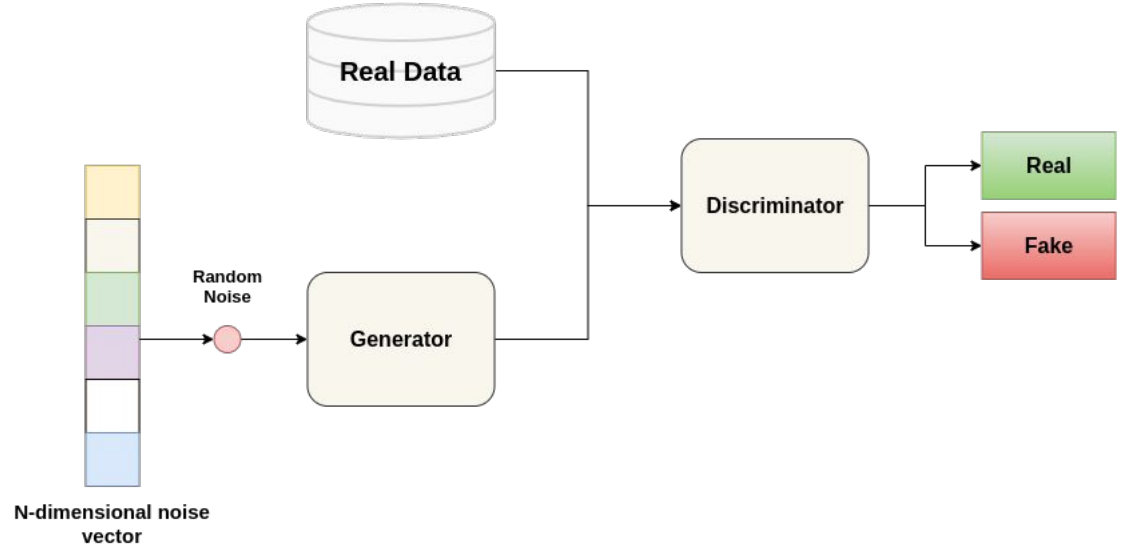 Real Data
Discriminator
Real
Fake
Random
Noise
Generator
N-dimensional noise
vector